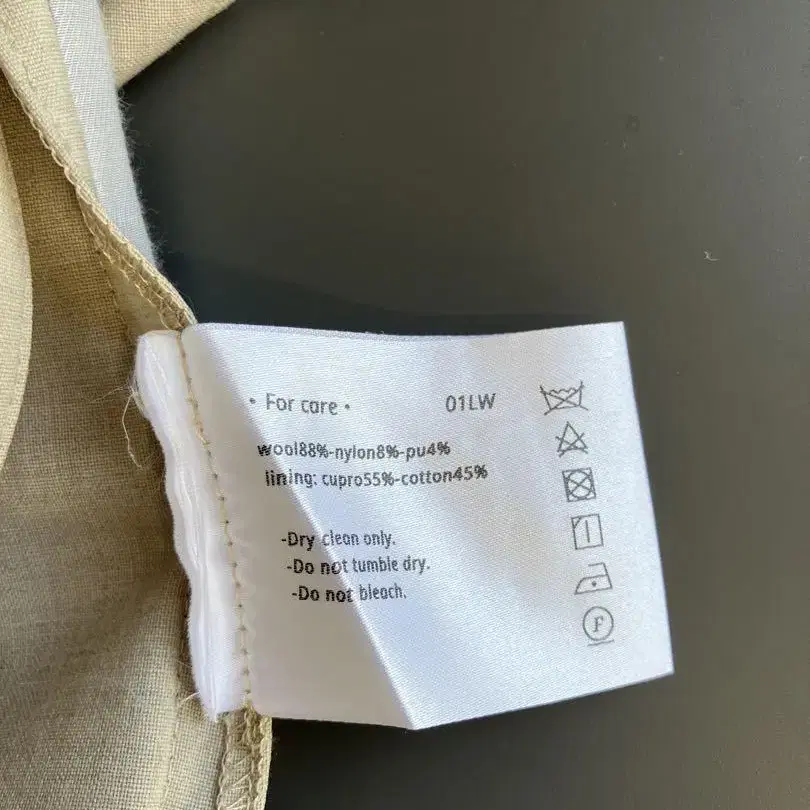 • For care •
01LW
wool88%-nylon8%-pu4%
lining: cupro55%-cotton45%
-Dry clean only.
-Do not tumble dry.
-Do not bleach.
F